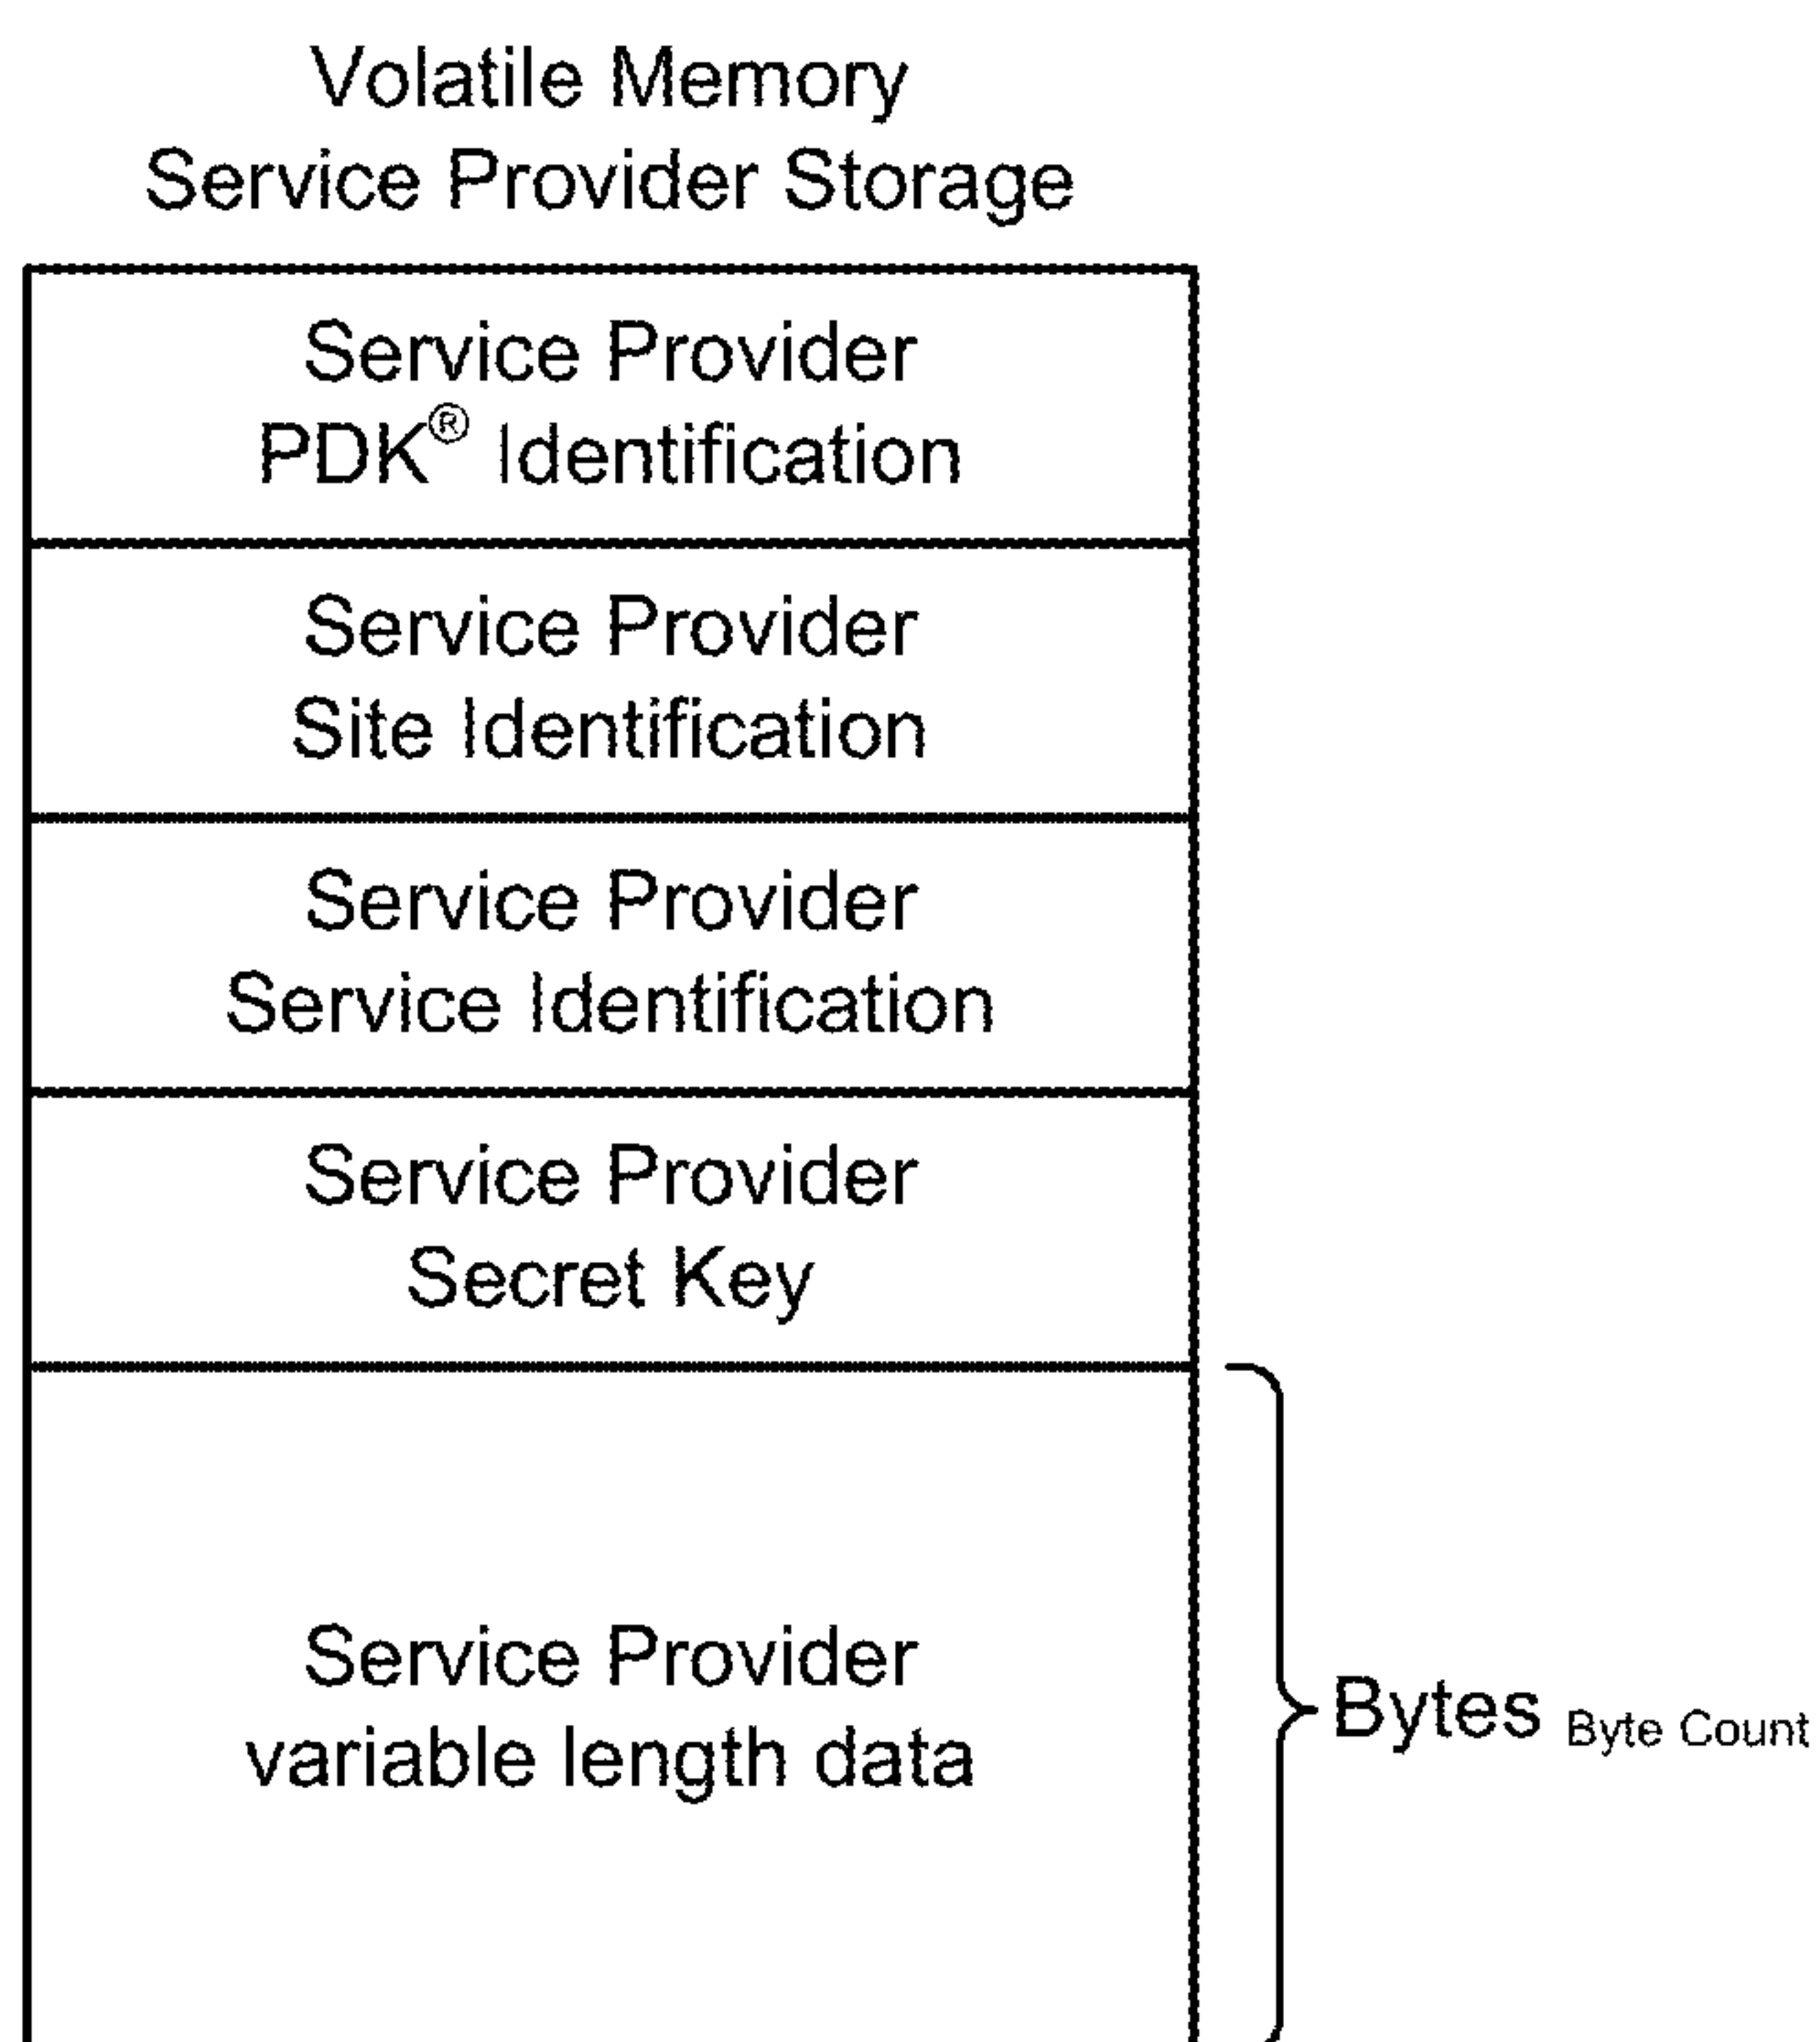 Volatile Memory
Service Provider Storage
Service Provider
PDK® Identification
Service Provider
Site Identification
Service Provider
Service Identification
Service Provider
Secret Key
Service Provider
variable length data
Bytes Byte Count